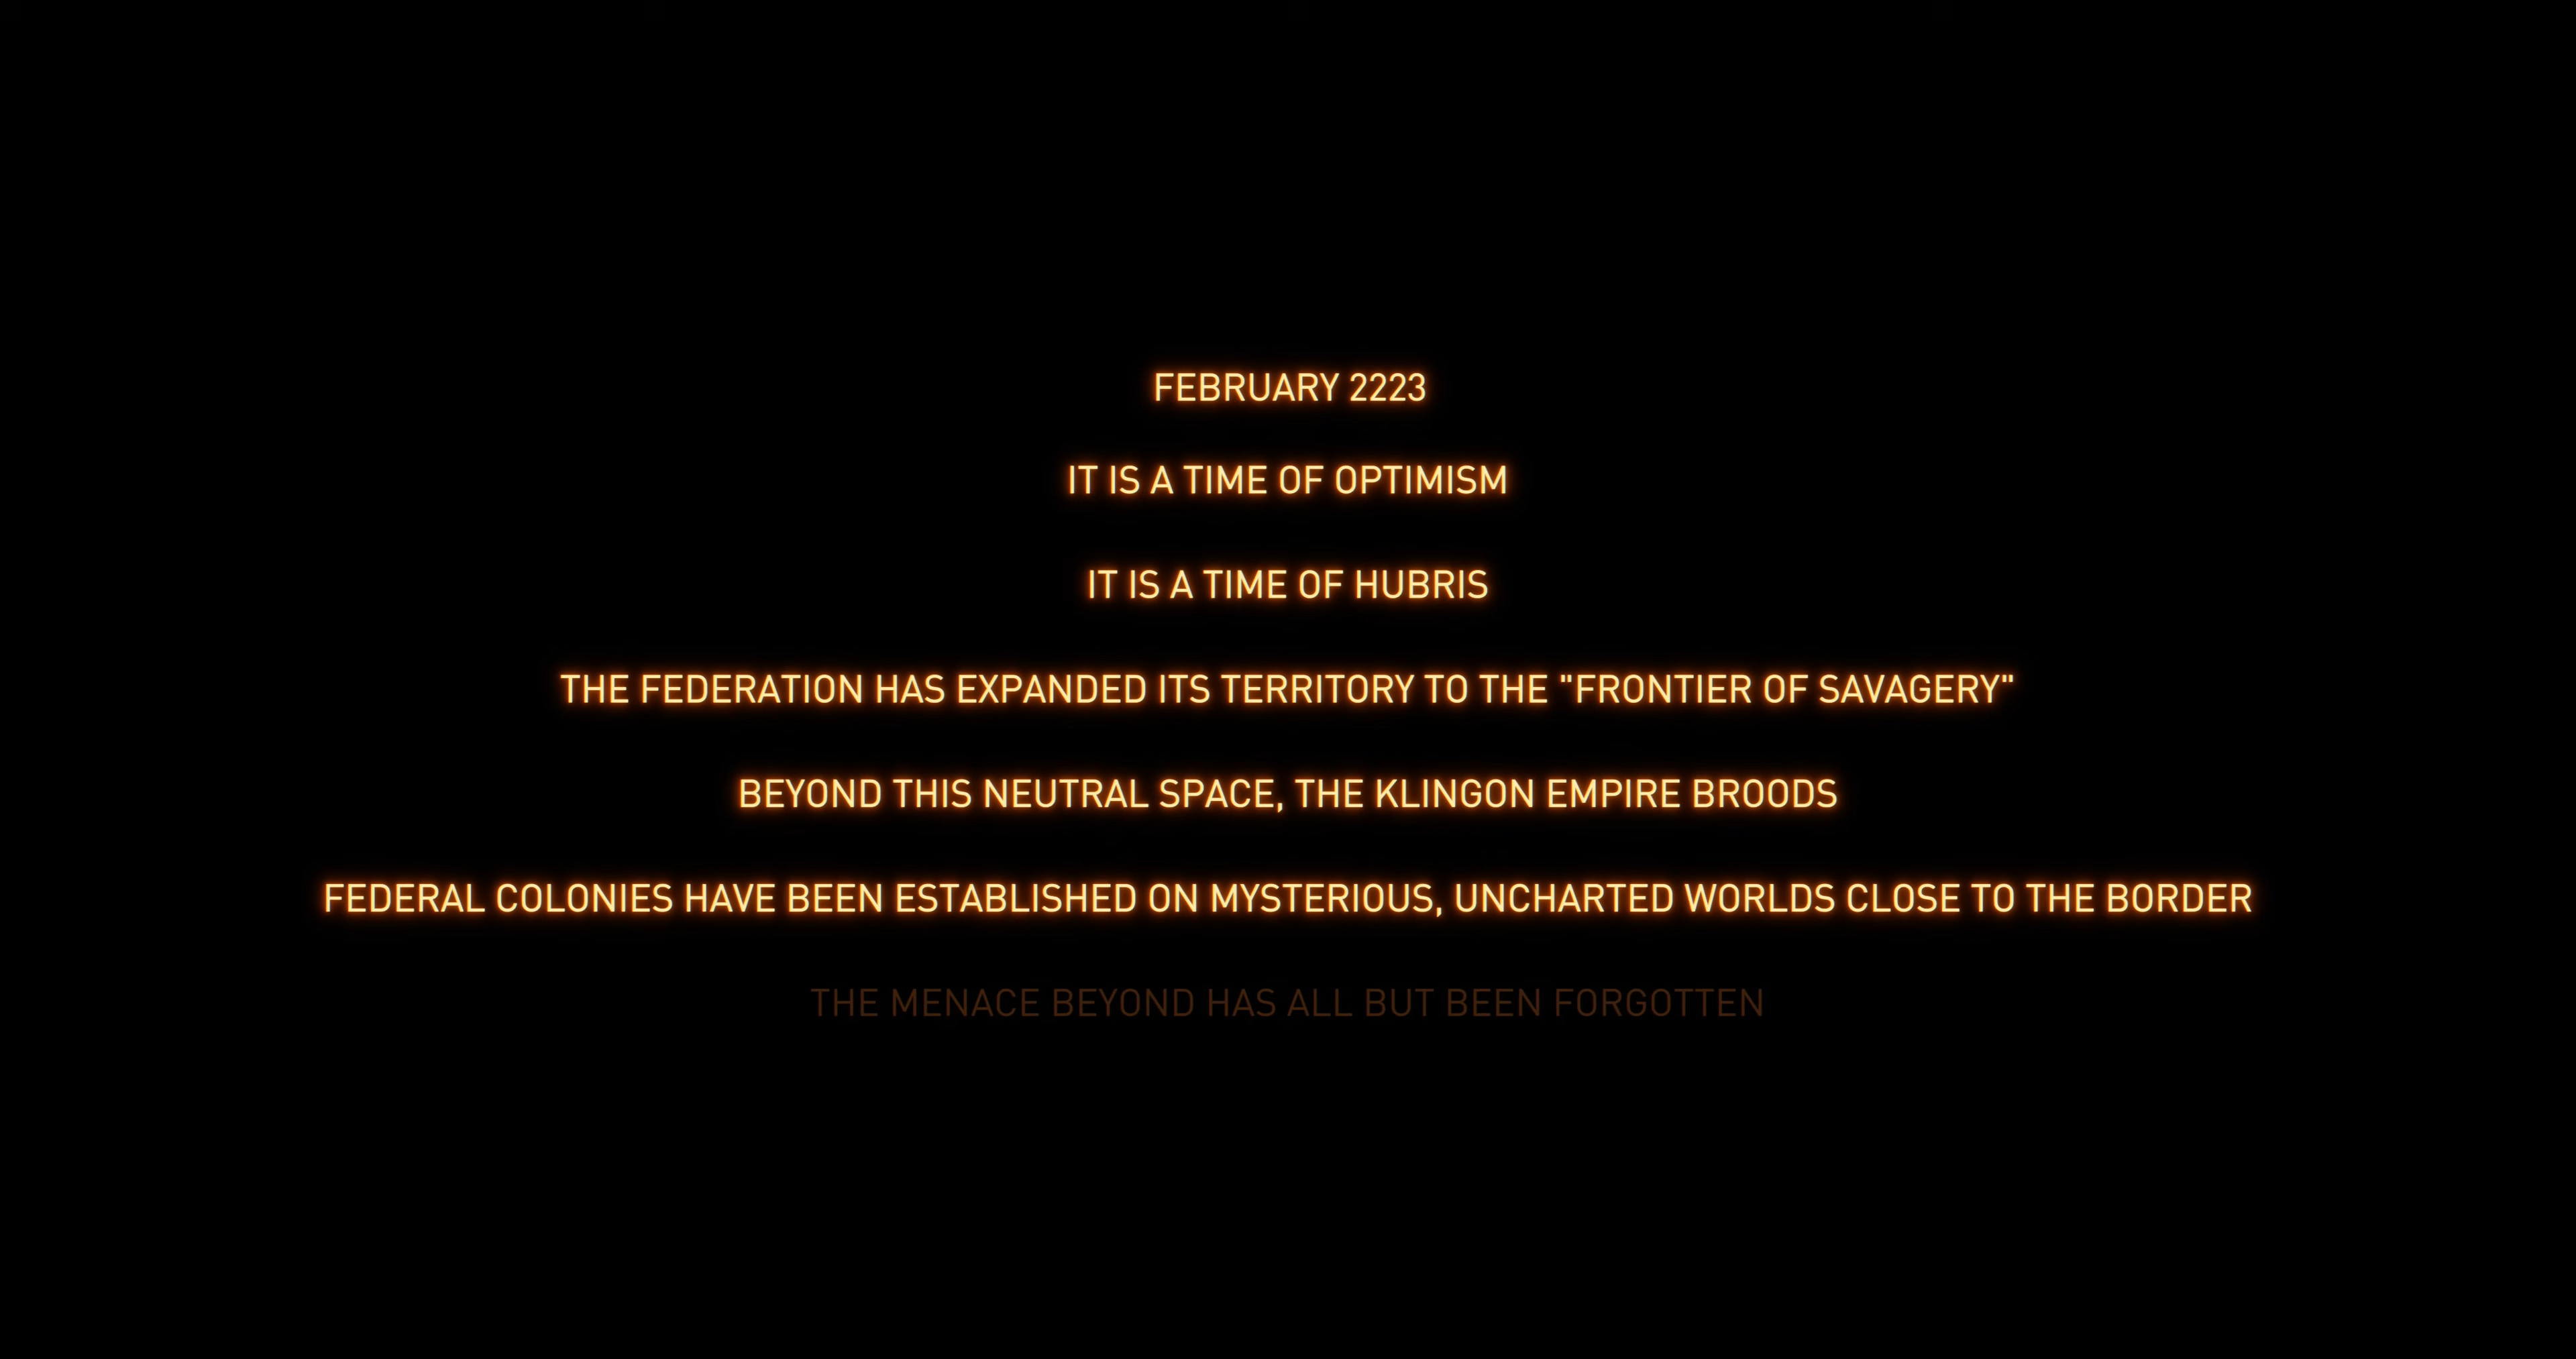 FEBRUARY 2223
IT IS A TIME OF OPTIMISM
IT IS A TIME OF HUBRIS
THE FEDERATION HAS EXPANDED ITS TERRITORY TO THE "FRONTIER OF SAVAGERY"
BEYOND THIS NEUTRAL SPACE, THE KLINGON EMPIRE BROODS
FEDERAL COLONIES HAVE BEEN ESTABLISHED ON MYSTERIOUS, UNCHARTED WORLDS CLOSE TO THE BORDER
THE MENACE BEYOND HAS ALL BUT BEEN FORGOTTEN